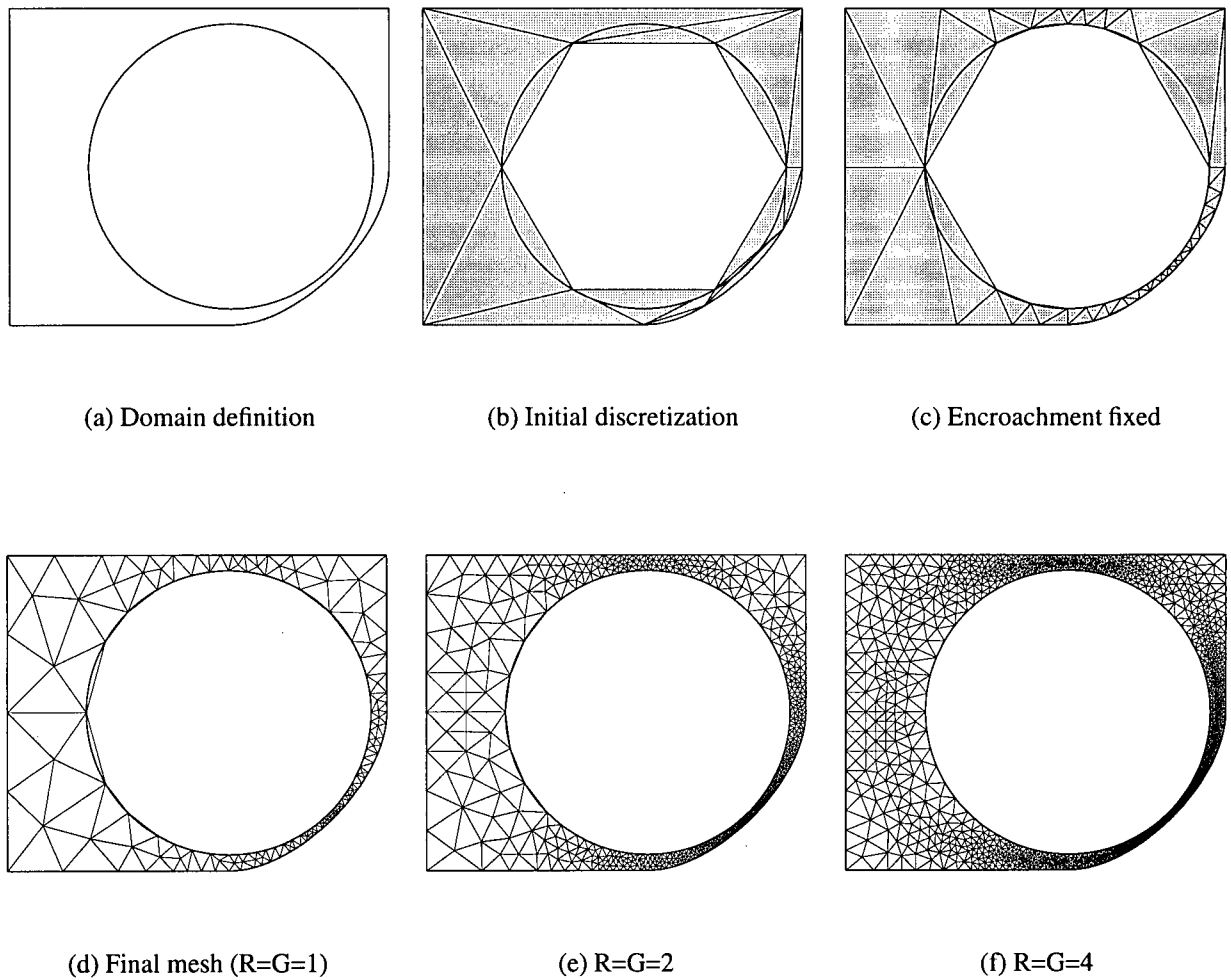 (a) Domain definition
(b) Initial discretization
(c) Encroachment fixed
(d) Final mesh (R=G=1)
(e) R=G=2
(f) R=G=4